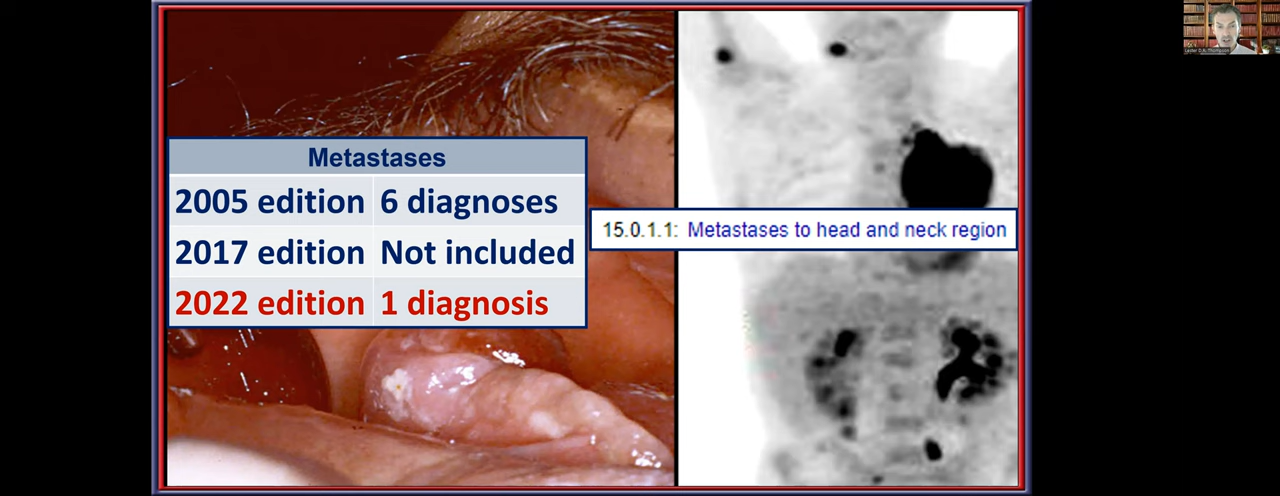 Metastases
2005 edition 6 diagnoses
2017 edition Not included
2022 edition 1 diagnosis
15.0.1.1: Metastases to head and neck region